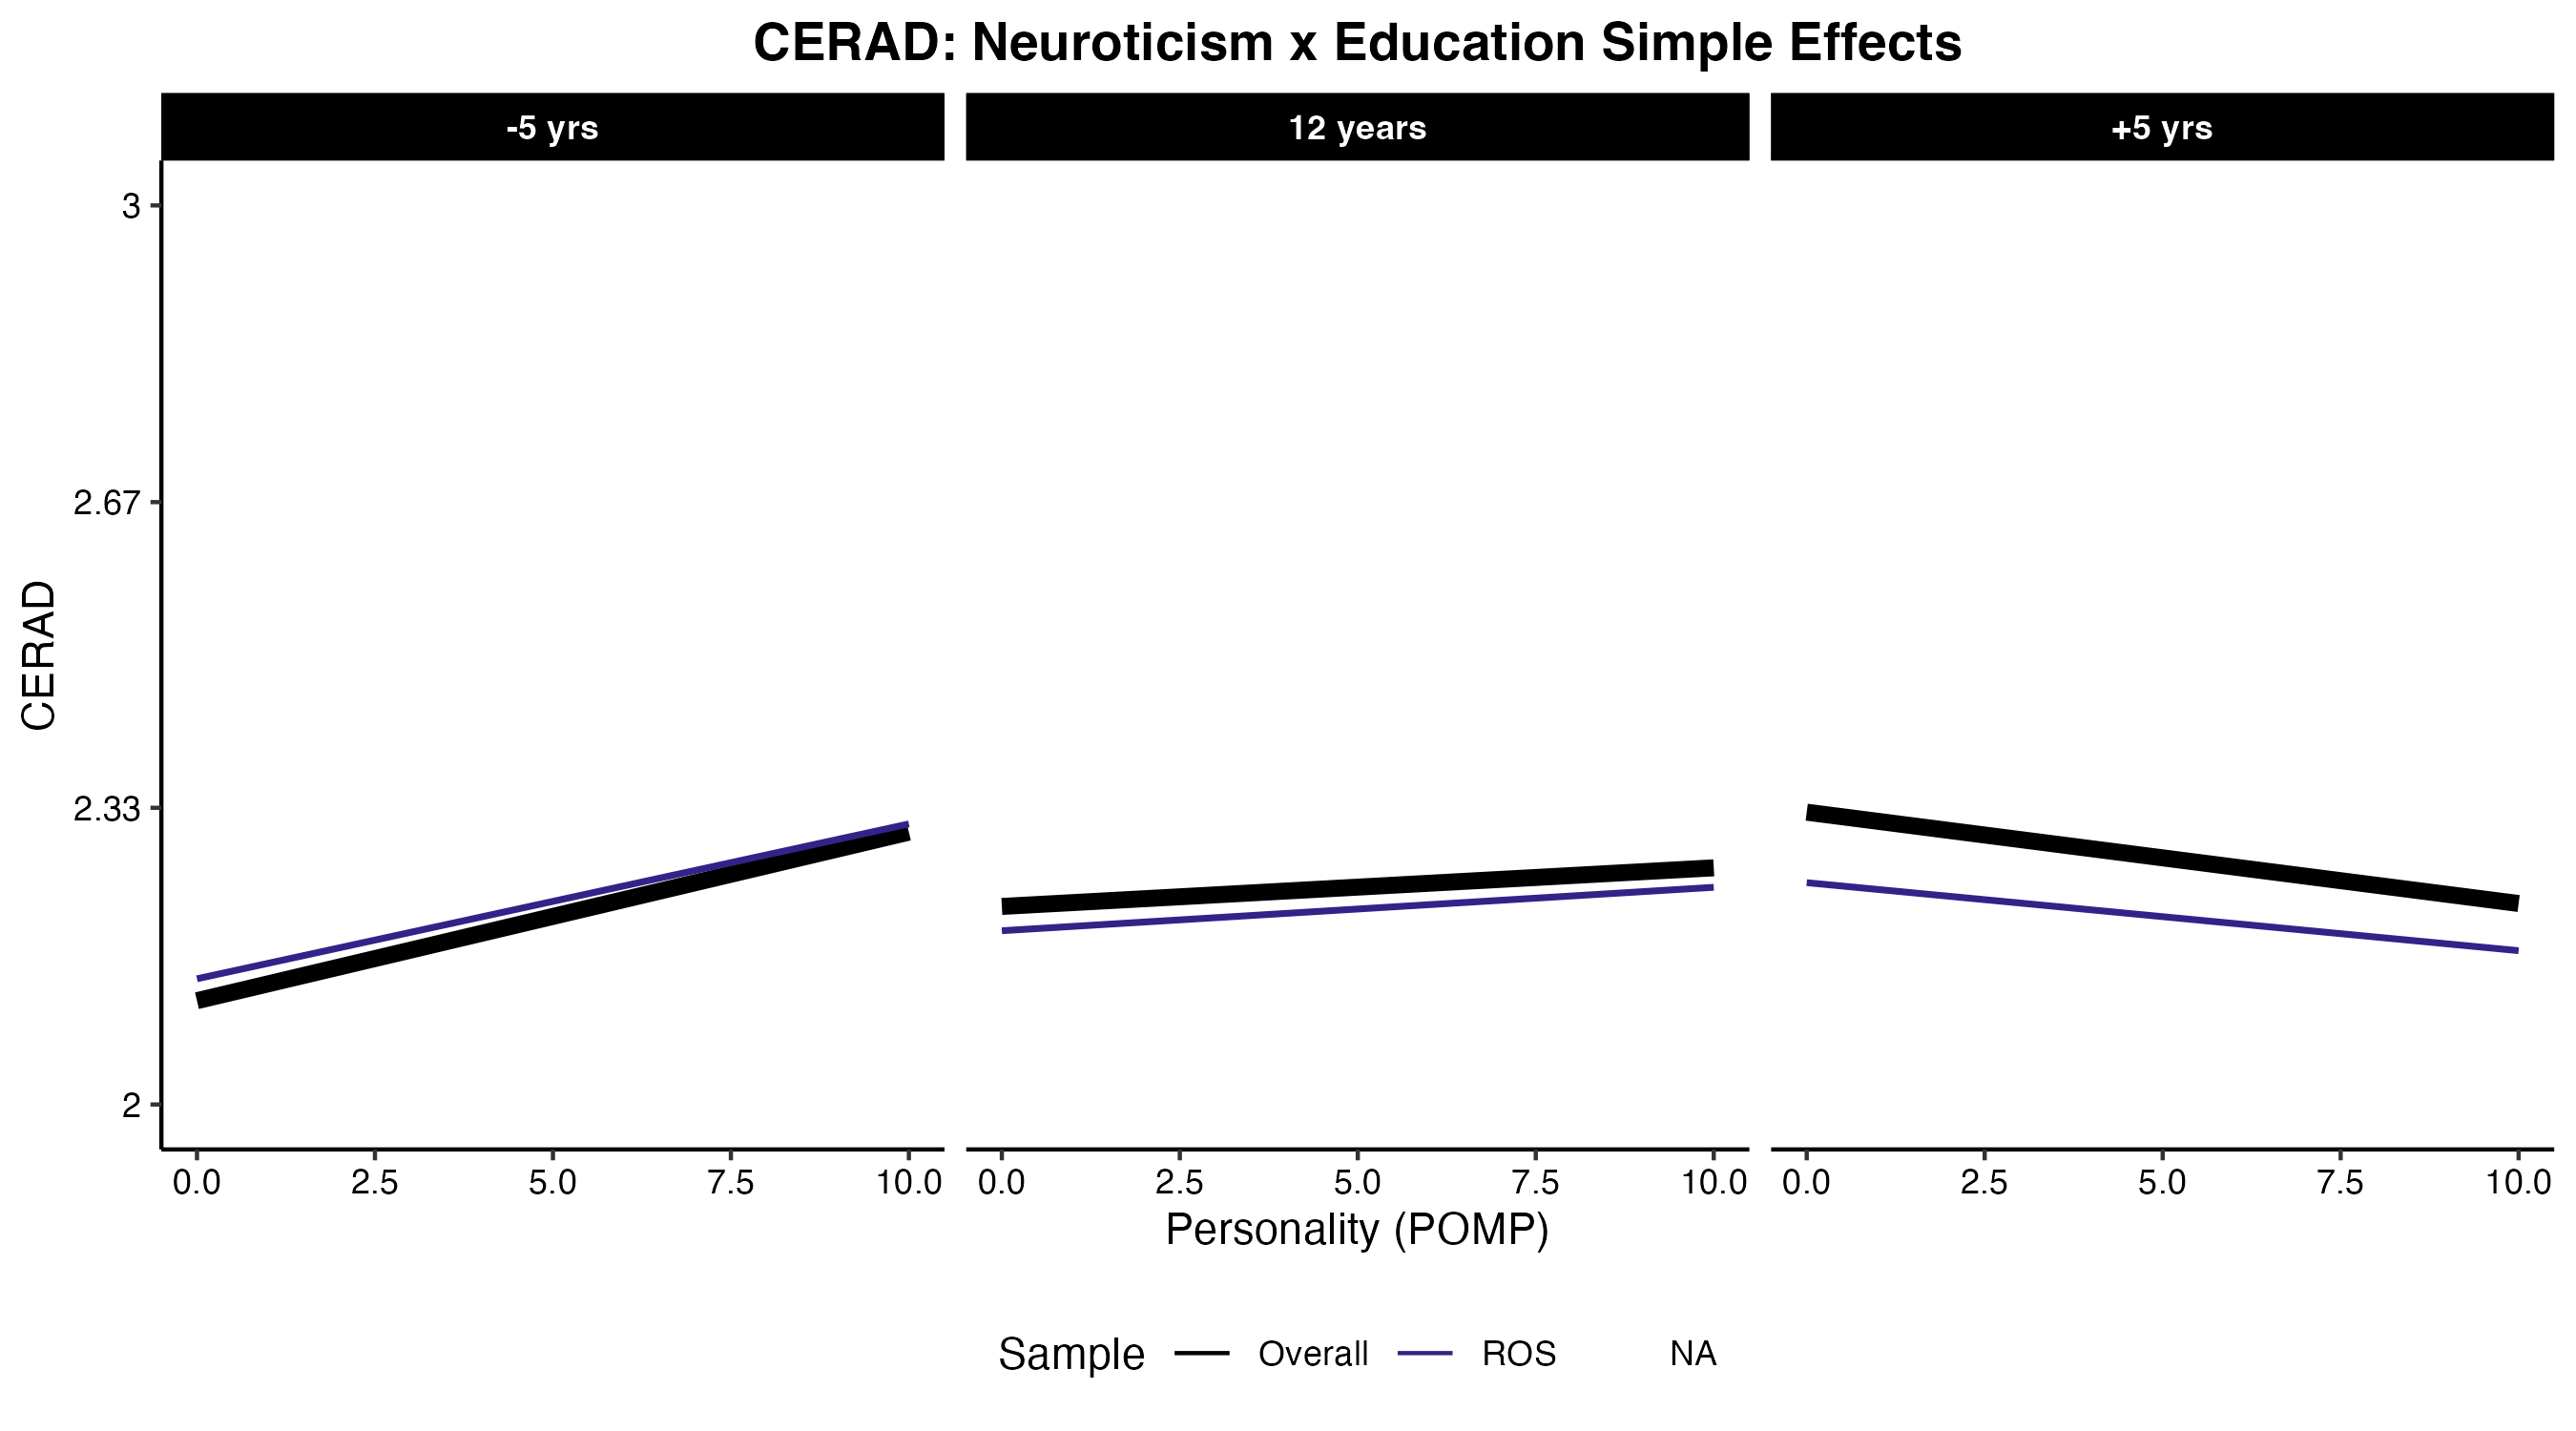 CERAD: Neuroticism x Education Simple Effects
-5 yrs 12 years +5 yrs
3
2.67
2.33
2
CERAD
0.0 2.5 5.0 7.5 10.0 0.0 2.5 5.0 7.5 10.0 0.0 2.5 5.0 7.5 10.0
Personality (POMP)
Sample Overall ROS NA